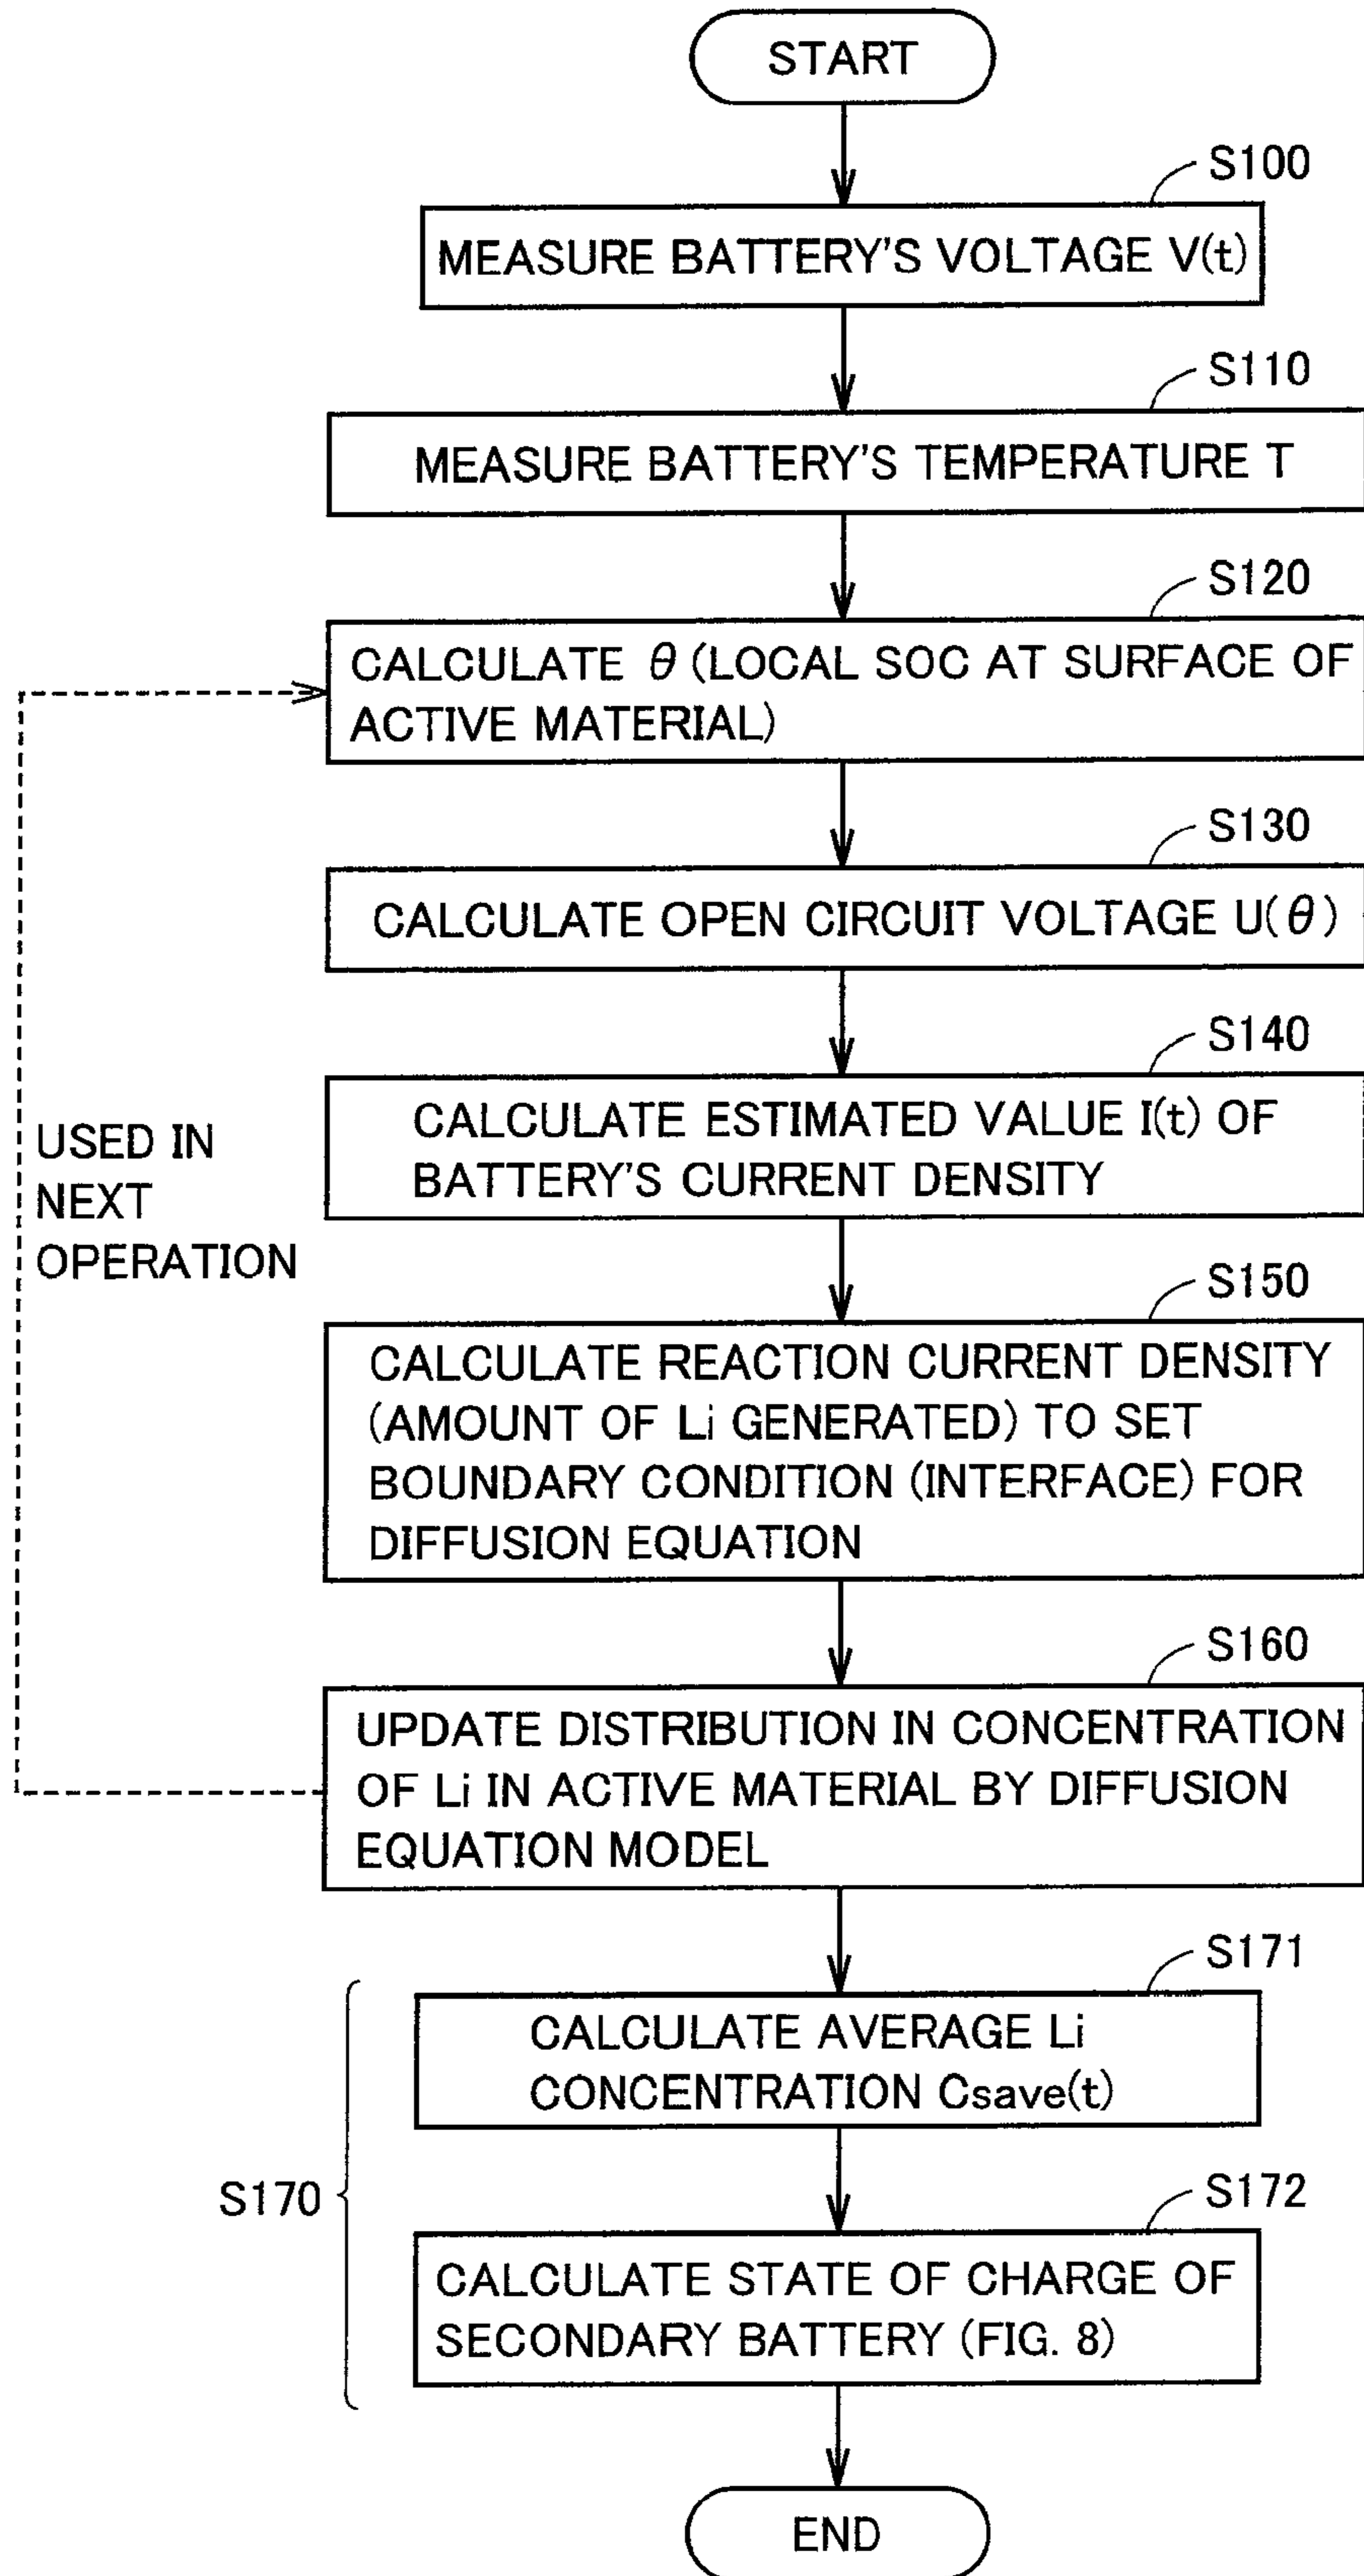 START
S100
MEASURE BATTERY'S VOLTAGE V(t)
S110
MEASURE BATTERY'S TEMPERATURE T
S120
CALCULATE θ (LOCAL SOC AT SURFACE OF
ACTIVE MATERIAL)
S130
CALCULATE OPEN CIRCUIT VOLTAGE U(θ)
S140
CALCULATE ESTIMATED VALUE I(t) OF
BATTERY'S CURRENT DENSITY
USED IN
NEXT
OPERATION
S150
CALCULATE REACTION CURRENT DENSITY
(AMOUNT OF Li GENERATED) TO SET
BOUNDARY CONDITION (INTERFACE) FOR
DIFFUSION EQUATION
S160
UPDATE DISTRIBUTION IN CONCENTRATION
OF Li IN ACTIVE MATERIAL BY DIFFUSION
EQUATION MODEL
S170
S171
CALCULATE AVERAGE Li
CONCENTRATION Csave(t)
S172
CALCULATE STATE OF CHARGE OF
SECONDARY BATTERY (FIG. 8)
END